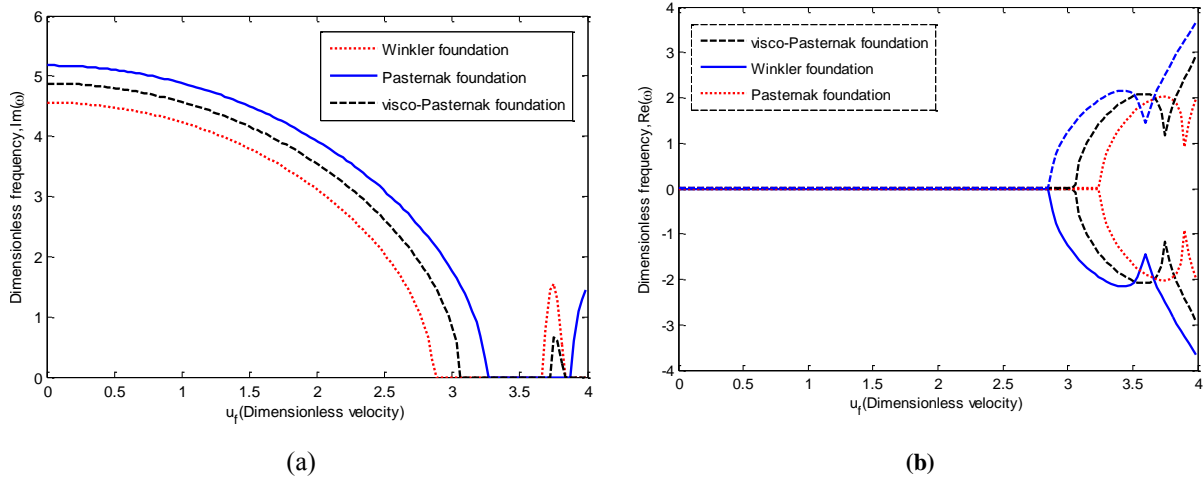 6
5
4
3
2
1
0
Dimensionless frequency,Im(ω)
Winkler foundation
Pasternak foundation
visco-Pasternak foundation
0 0.5 1 1.5 2 2.5 3 3.5 4
u_f(Dimensionless velocity)
(a)
4
3
2
1
0
-1
-2
-3
-4
Dimensionless frequency,Re(ω)
visco-Pasternak foundation
Winkler foundation
Pasternak foundation
0 0.5 1 1.5 2 2.5 3 3.5 4
u_f(Dimensionless velocity)
(b)